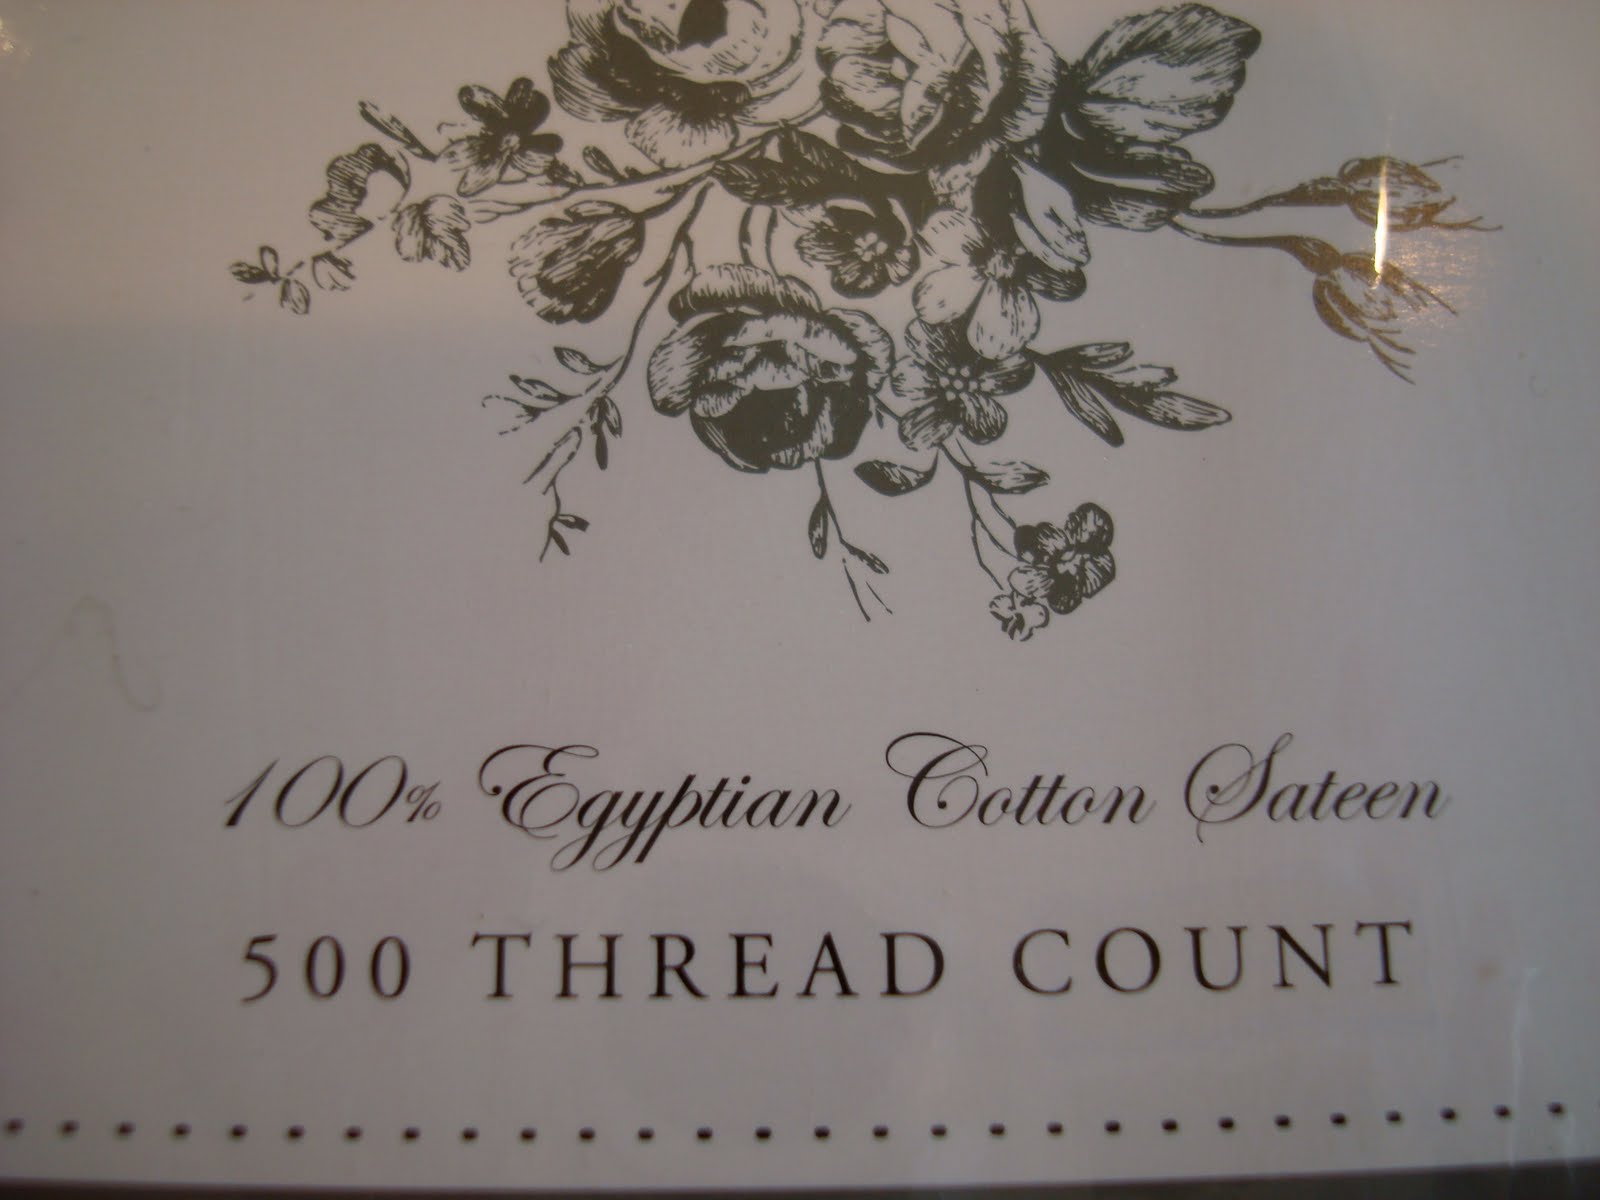 100% Egyptian Cotton Sateen
500 THREAD COUNT